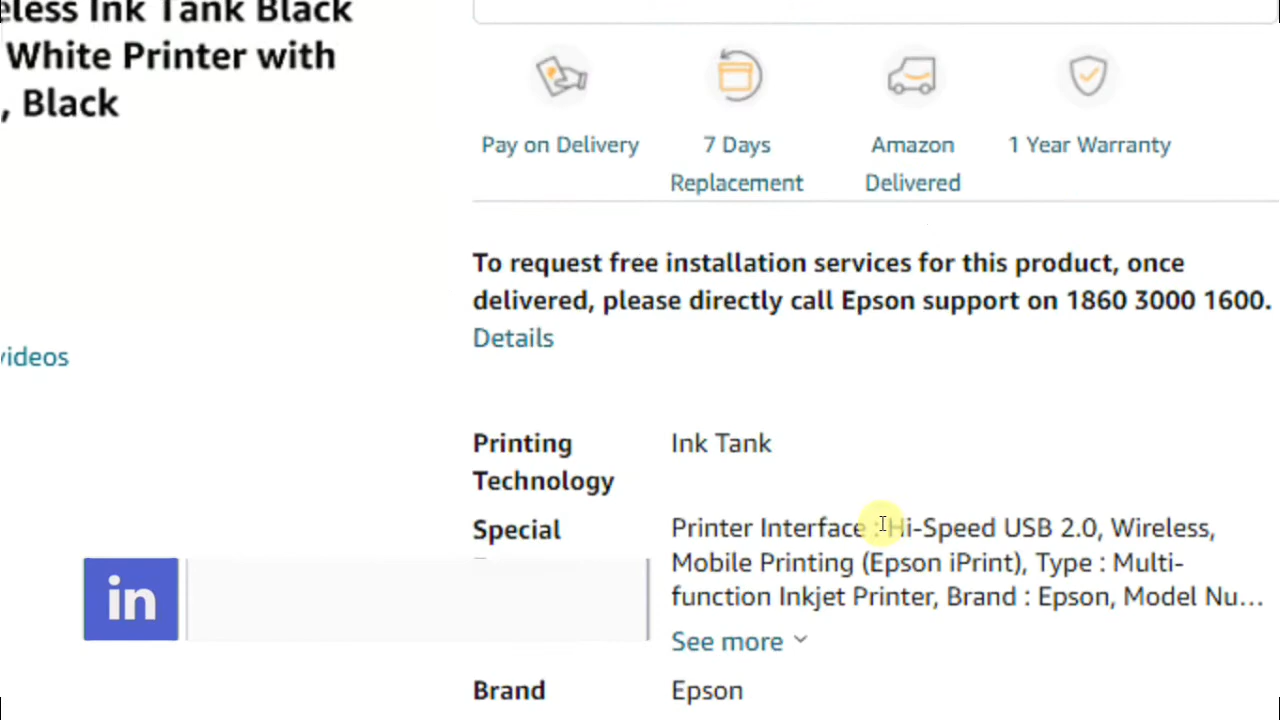 eless Ink Tank Black
White Printer with
, Black
videos
Pay on Delivery
7 Days
Replacement
Amazon
Delivered
1 Year Warranty
To request free installation services for this product, once
delivered, please directly call Epson support on 1860 3000 1600.
Details
Printing
Technology
Ink Tank
Special
Printer Interface : Hi-Speed USB 2.0, Wireless,
Mobile Printing (Epson iPrint), Type : Multi-
function Inkjet Printer, Brand : Epson, Model Nu...
See more
in
Brand
Epson